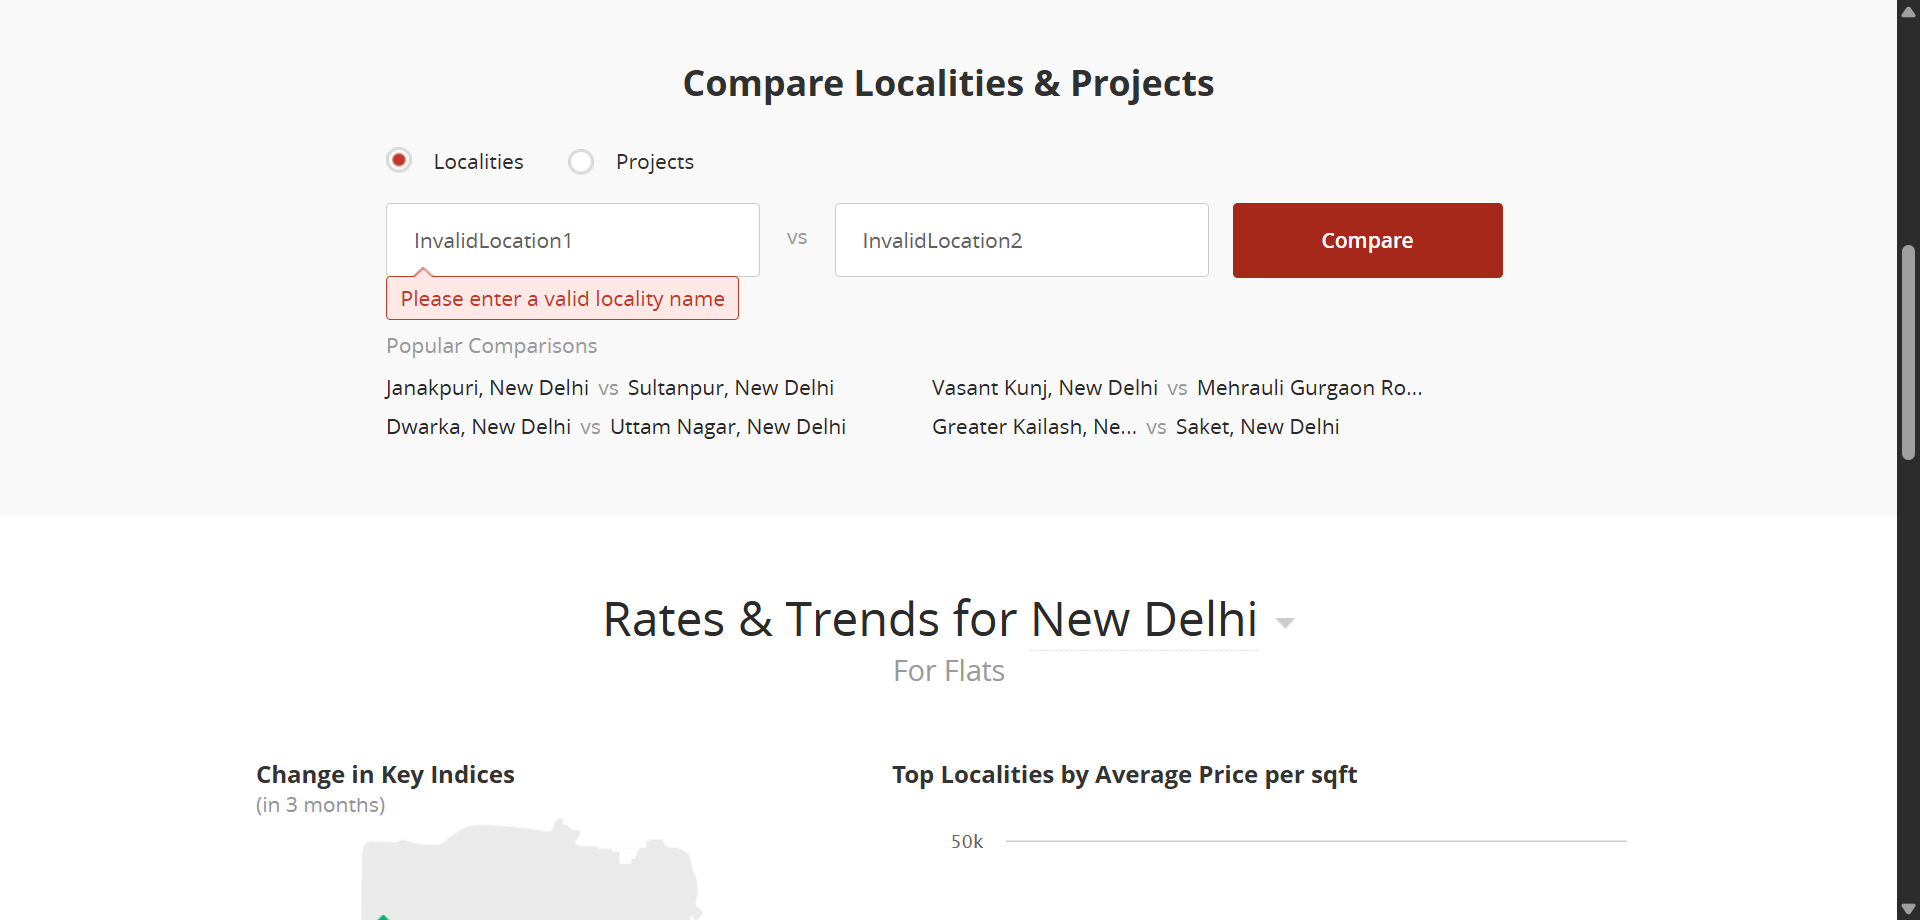 Compare Localities & Projects
Localities
Projects
InvalidLocation1
vs
InvalidLocation2
Compare
Please enter a valid locality name
Popular Comparisons
Janakpuri, New Delhi vs Sultanpur, New Delhi
Vasant Kunj, New Delhi vs Mehrauli Gurgaon Ro...
Dwarka, New Delhi vs Uttam Nagar, New Delhi
Greater Kailash, Ne... vs Saket, New Delhi
Rates & Trends for New Delhi
For Flats
Change in Key Indices
(in 3 months)
Top Localities by Average Price per sqft
50k